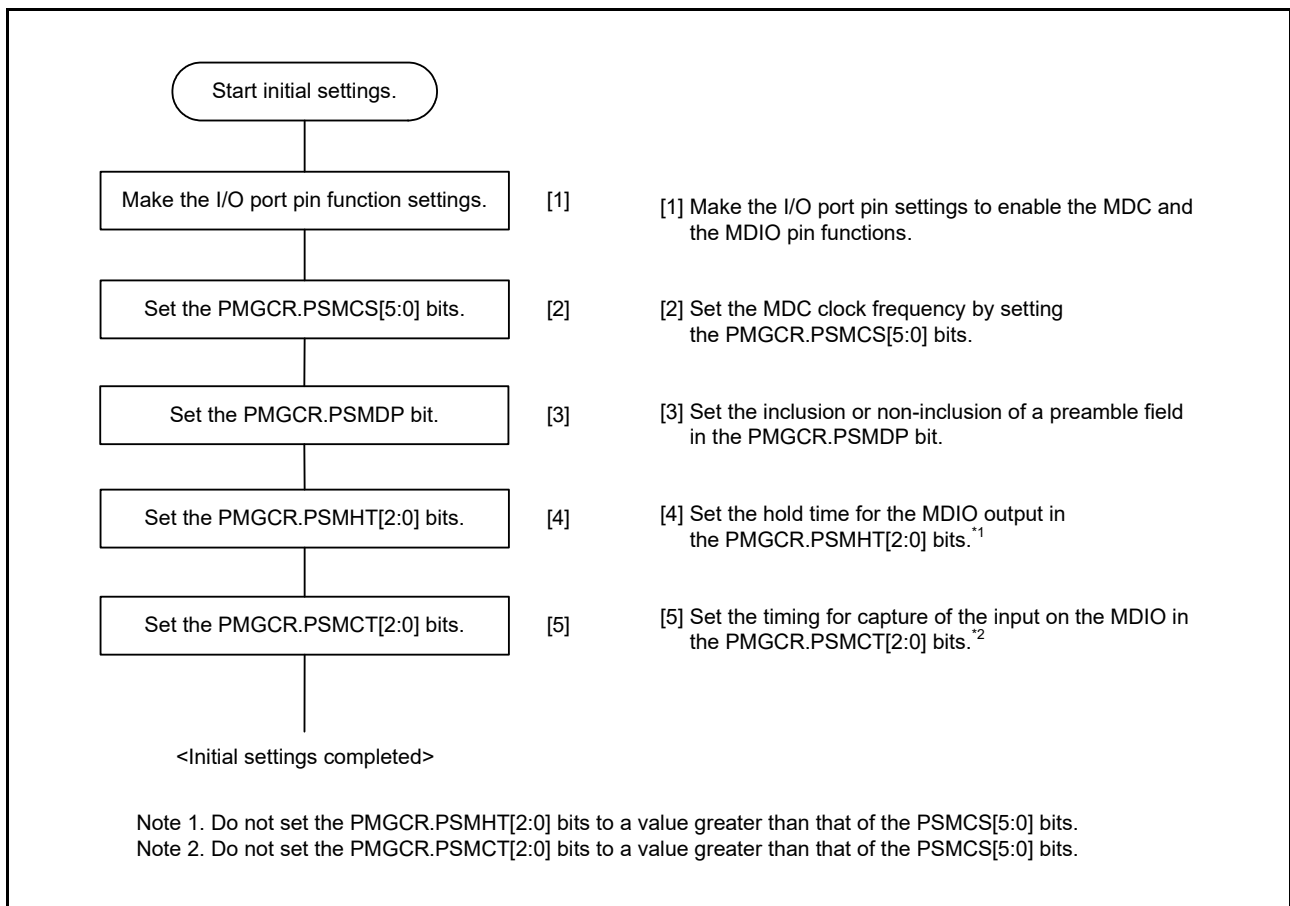 Start initial settings.
Make the I/O port pin function settings.
[1]
[1] Make the I/O port pin settings to enable the MDC and
the MDIO pin functions.
Set the PMGCR.PSMCS[5:0] bits.
[2]
[2] Set the MDC clock frequency by setting
the PMGCR.PSMCS[5:0] bits.
Set the PMGCR.PSMDP bit.
[3]
[3] Set the inclusion or non-inclusion of a preamble field
in the PMGCR.PSMDP bit.
Set the PMGCR.PSMHT[2:0] bits.
[4]
[4] Set the hold time for the MDIO output in
the PMGCR.PSMHT[2:0] bits.*1
Set the PMGCR.PSMCT[2:0] bits.
[5]
[5] Set the timing for capture of the input on the MDIO in
the PMGCR.PSMCT[2:0] bits.*2
<Initial settings completed>
Note 1. Do not set the PMGCR.PSMHT[2:0] bits to a value greater than that of the PSMCS[5:0] bits.
Note 2. Do not set the PMGCR.PSMCT[2:0] bits to a value greater than that of the PSMCS[5:0] bits.